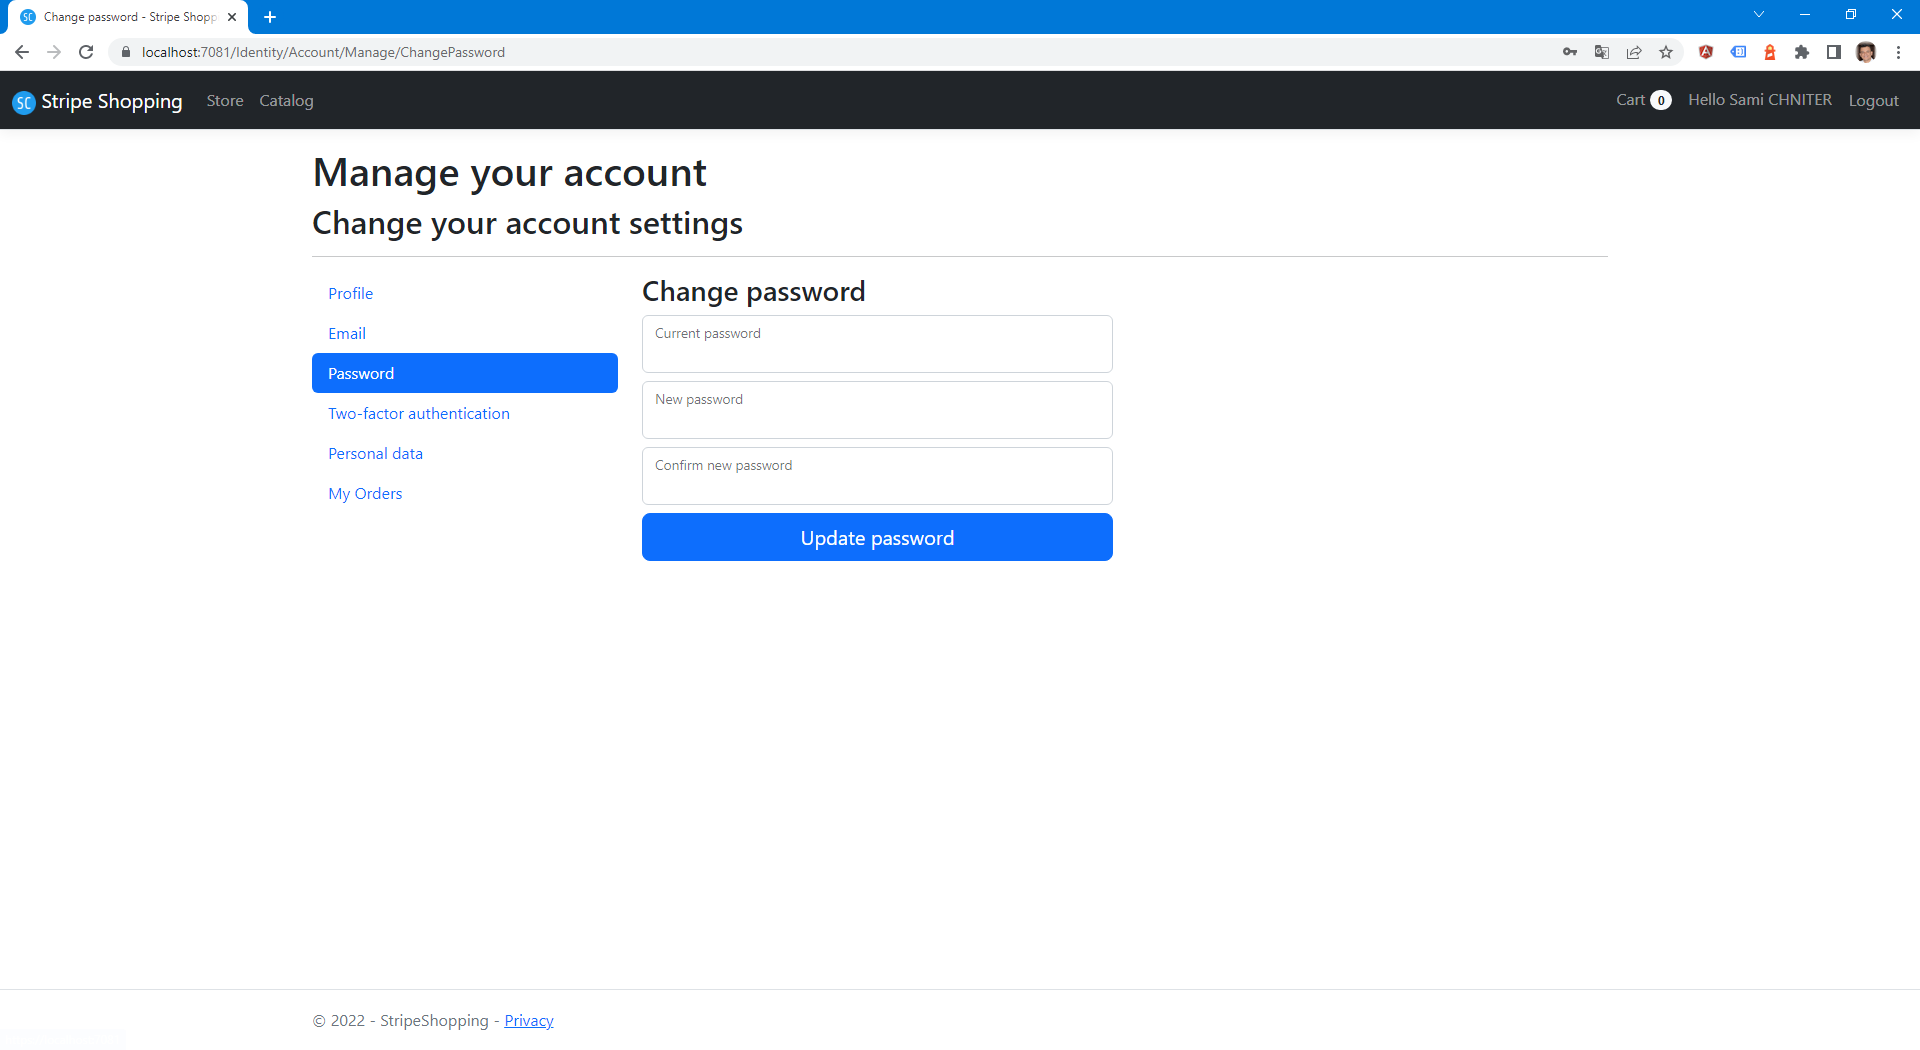 Change password - Stripe Shopp
localhost:7081/Identity/Account/Manage/ChangePassword
SC Stripe Shopping Store Catalog Cart 0 Hello Sami CHNITER Logout
Manage your account
Change your account settings
Profile
Email
Password
Two-factor authentication
Personal data
My Orders
Change password
Current password
New password
Confirm new password
Update password
© 2022 - StripeShopping - Privacy